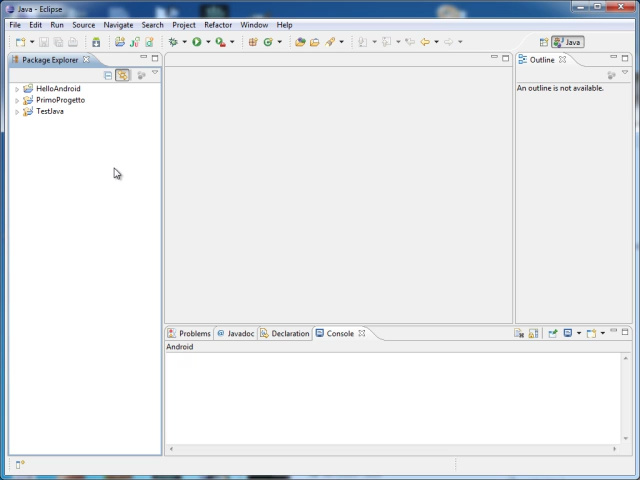 Java - Eclipse
File Edit Run Source Navigate Search Project Refactor Window Help
Java
Package Explorer
Outline
HelloAndroid
PrimoProgetto
TestJava
An outline is not available.
Problems Javadoc Declaration Console
Android